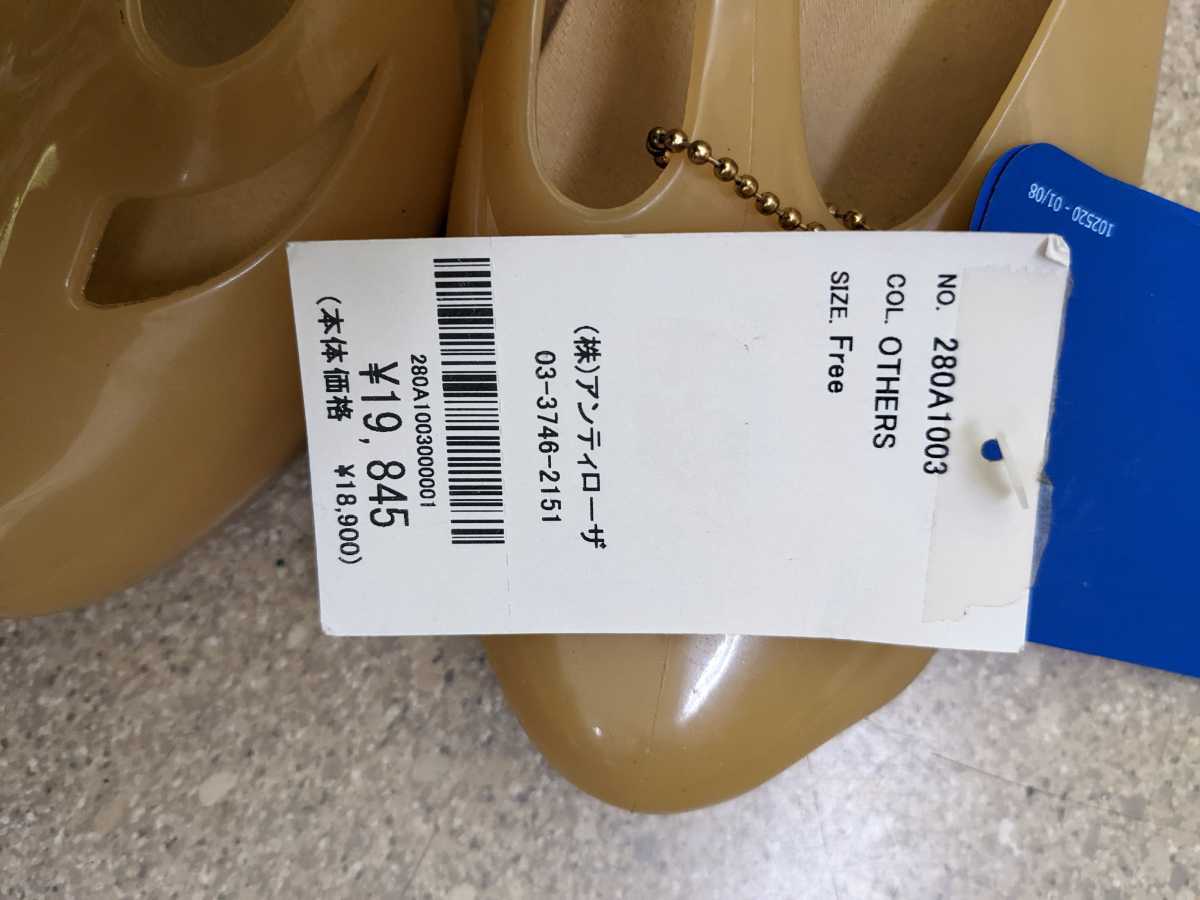 NO. 280A1003
COL. OTHERS
SIZE. Free
(株)アンティローザ
03-3746-2151
280A1003000001
¥19,845
(本体価格 ¥18,900)
102520-01/08